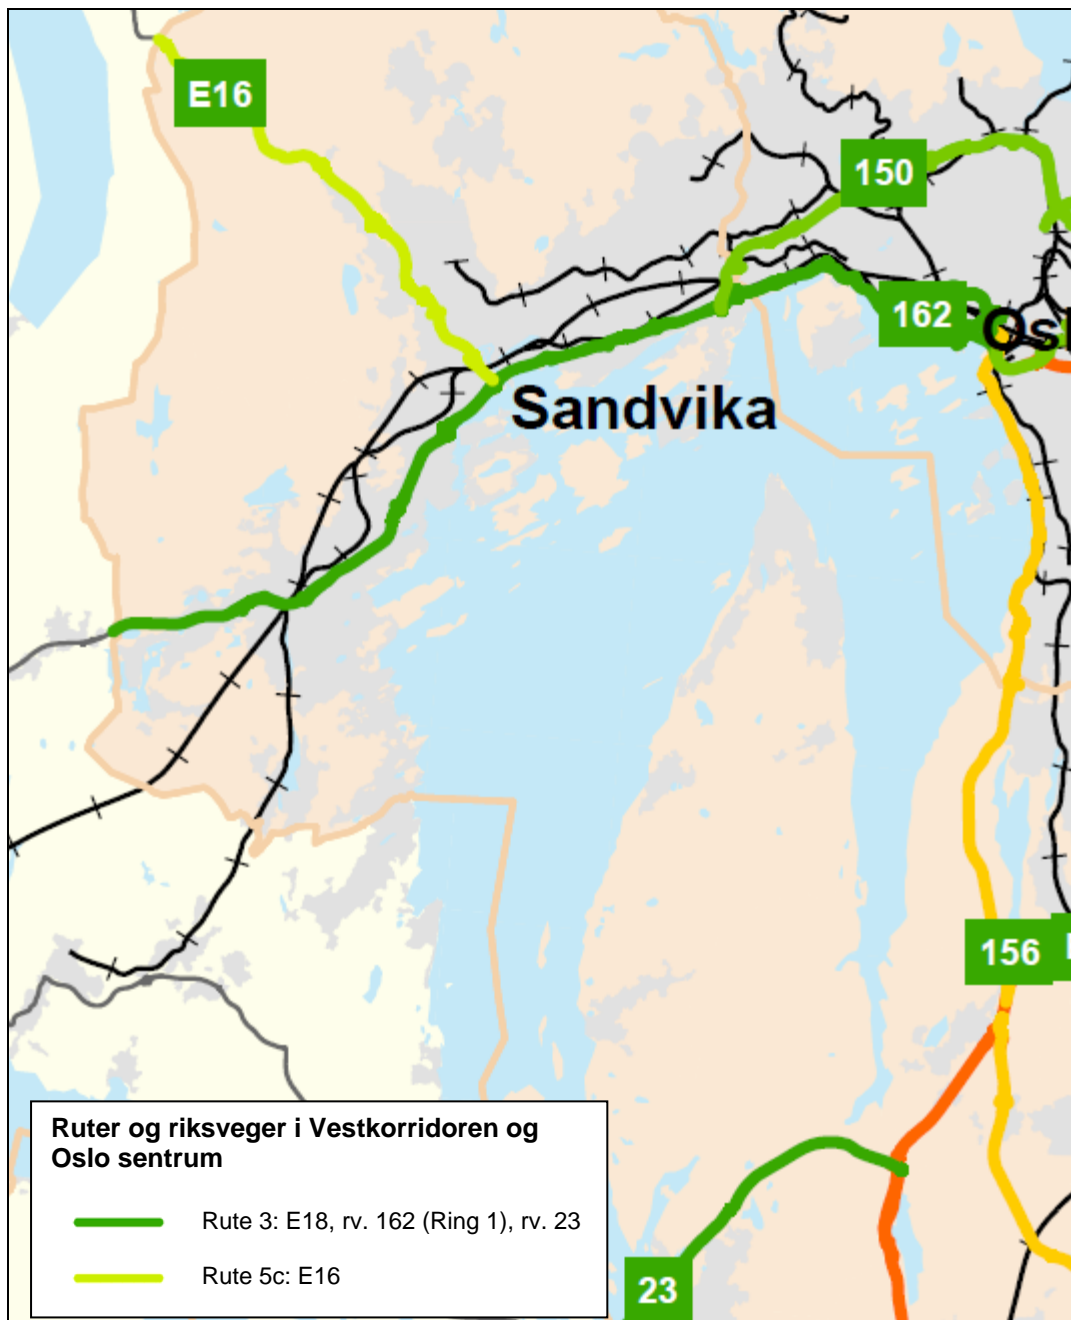 E16
150
162
Osl
Sandvika
156
23
Ruter og riksveger i Vestkorridoren og
Oslo sentrum
Rute 3: E18, rv. 162 (Ring 1), rv. 23
Rute 5c: E16